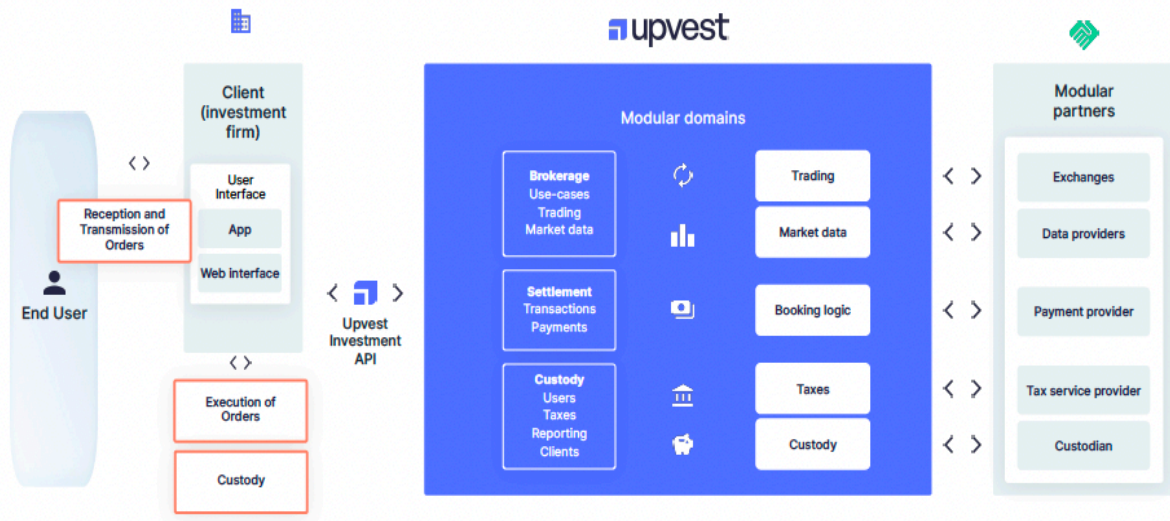 upvest
Client
(investment
firm)
User
Interface
App
Web interface
Reception and
Transmission of
Orders
End User
Execution of
Orders
Custody
Upvest
Investment
API
Modular domains
Brokerage
Use-cases
Trading
Market data
Settlement
Transactions
Payments
Custody
Users
Taxes
Reporting
Clients
Trading
Market data
Booking logic
Taxes
Custody
Modular
partners
Exchanges
Data providers
Payment provider
Tax service provider
Custodian